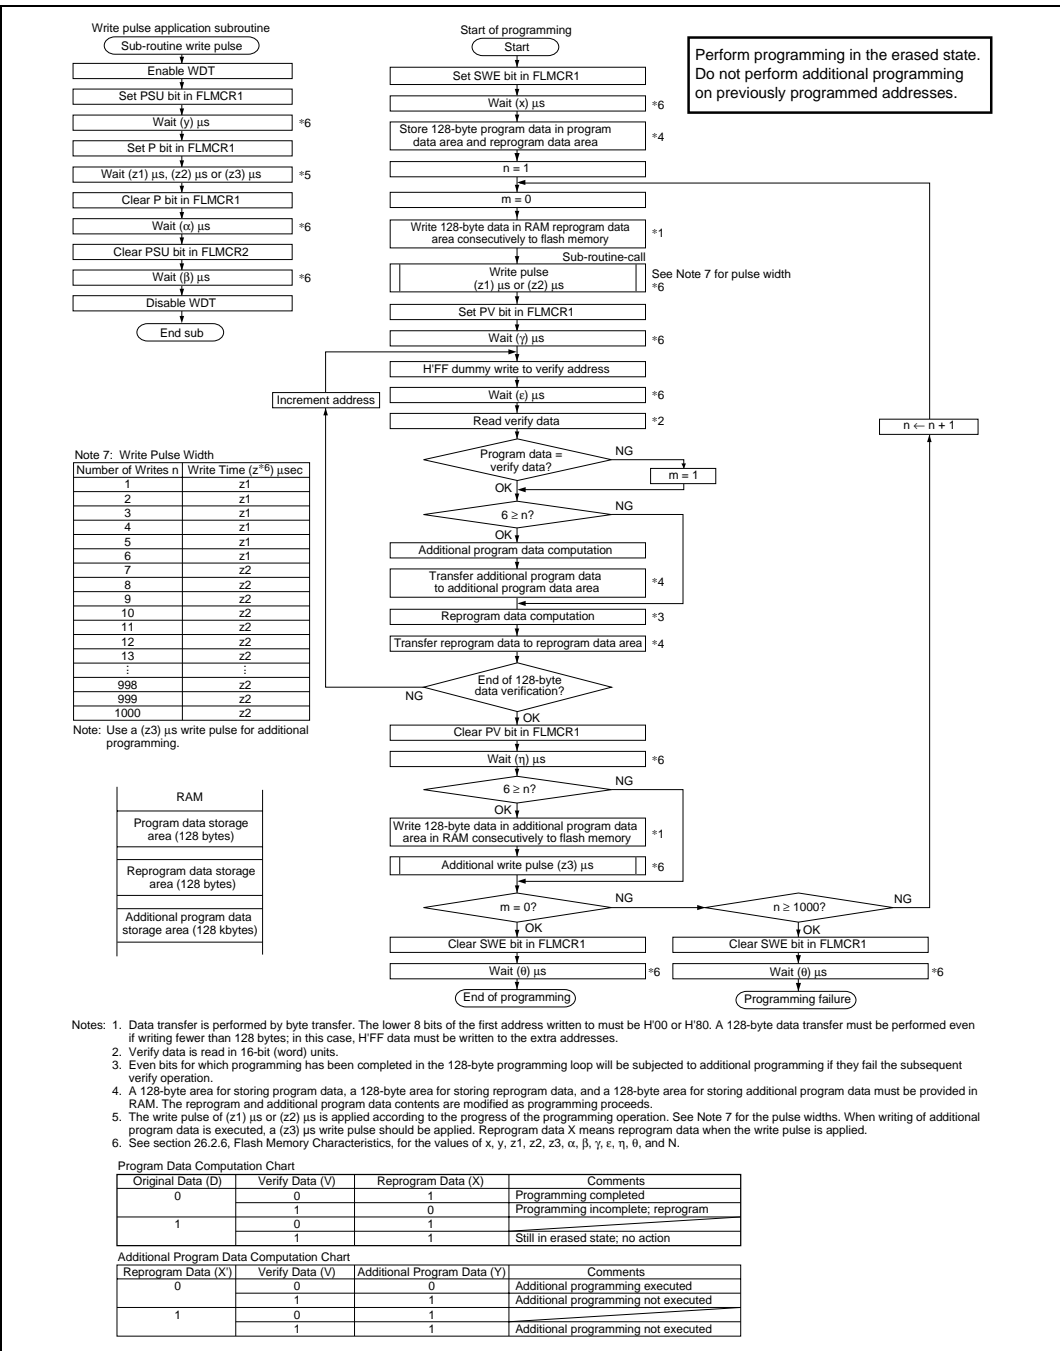 Write pulse application subroutine
Sub-routine write pulse
Enable WDT
Set PSU bit in FLMCR1
Wait (y) μs *6
Set P bit in FLMCR1
Wait (z1) μs, (z2) μs or (z3) μs *5
Clear P bit in FLMCR1
Wait (α) μs *6
Clear PSU bit in FLMCR2
Wait (β) μs *6
Disable WDT
End sub
Start of programming
Start
Set SWE bit in FLMCR1
Wait (x) μs *6
Store 128-byte program data in program
data area and reprogram data area *4
n = 1
m = 0
Write 128-byte data in RAM reprogram data
area consecutively to flash memory *1
Sub-routine-call
Write pulse
(z1) μs or (z2) μs
See Note 7 for pulse width
*6
Set PV bit in FLMCR1
Wait (γ) μs *6
H'FF dummy write to verify address
Wait (ε) μs *6
Read verify data *2
Increment address
Program data =
verify data?
NG
m = 1
OK
6 ≥ n?
NG
OK
Additional program data computation
Transfer additional program data
to additional program data area *4
Reprogram data computation *3
Transfer reprogram data to reprogram data area *4
End of 128-byte
data verification?
NG
OK
Clear PV bit in FLMCR1
Wait (η) μs *6
6 ≥ n?
NG
OK
Write 128-byte data in additional program data
area in RAM consecutively to flash memory *1
Additional write pulse (z3) μs *6
m = 0?
NG
OK
Clear SWE bit in FLMCR1
Wait (θ) μs *6
End of programming
n ≥ 1000?
NG
OK
Clear SWE bit in FLMCR1
Wait (θ) μs *6
Programming failure
n ← n + 1
Perform programming in the erased state.
Do not perform additional programming
on previously programmed addresses.
Note 7: Write Pulse Width
Number of Writes n Write Time (z*6) μsec
1 z1
2 z1
3 z1
4 z1
5 z1
6 z1
7 z2
8 z2
9 z2
10 z2
11 z2
12 z2
13 z2
⋮ ⋮
998 z2
999 z2
1000 z2
Note: Use a (z3) μs write pulse for additional
programming.
RAM
Program data storage
area (128 bytes)
Reprogram data storage
area (128 bytes)
Additional program data
storage area (128 kbytes)
Notes: 1. Data transfer is performed by byte transfer. The lower 8 bits of the first address written to must be H'00 or H'80. A 128-byte data transfer must be performed even
if writing fewer than 128 bytes; in this case, H'FF data must be written to the extra addresses.
2. Verify data is read in 16-bit (word) units.
3. Even bits for which programming has been completed in the 128-byte programming loop will be subjected to additional programming if they fail the subsequent
verify operation.
4. A 128-byte area for storing program data, a 128-byte area for storing reprogram data, and a 128-byte area for storing additional program data must be provided in
RAM. The reprogram and additional program data contents are modified as programming proceeds.
5. The write pulse of (z1) μs or (z2) μs is applied according to the progress of the programming operation. See Note 7 for the pulse widths. When writing of additional
program data is executed, a (z3) μs write pulse should be applied. Reprogram data X means reprogram data when the write pulse is applied.
6. See section 26.2.6, Flash Memory Characteristics, for the values of x, y, z1, z2, z3, α, β, γ, ε, η, θ, and N.
Program Data Computation Chart
Original Data (D) Verify Data (V) Reprogram Data (X) Comments
0 0 1 Programming completed
1 0 Programming incomplete; reprogram
1 0 1
1 1 Still in erased state; no action
Additional Program Data Computation Chart
Reprogram Data (X') Verify Data (V) Additional Program Data (Y) Comments
0 0 0 Additional programming executed
1 1 Additional programming not executed
1 0 1
1 1 Additional programming not executed